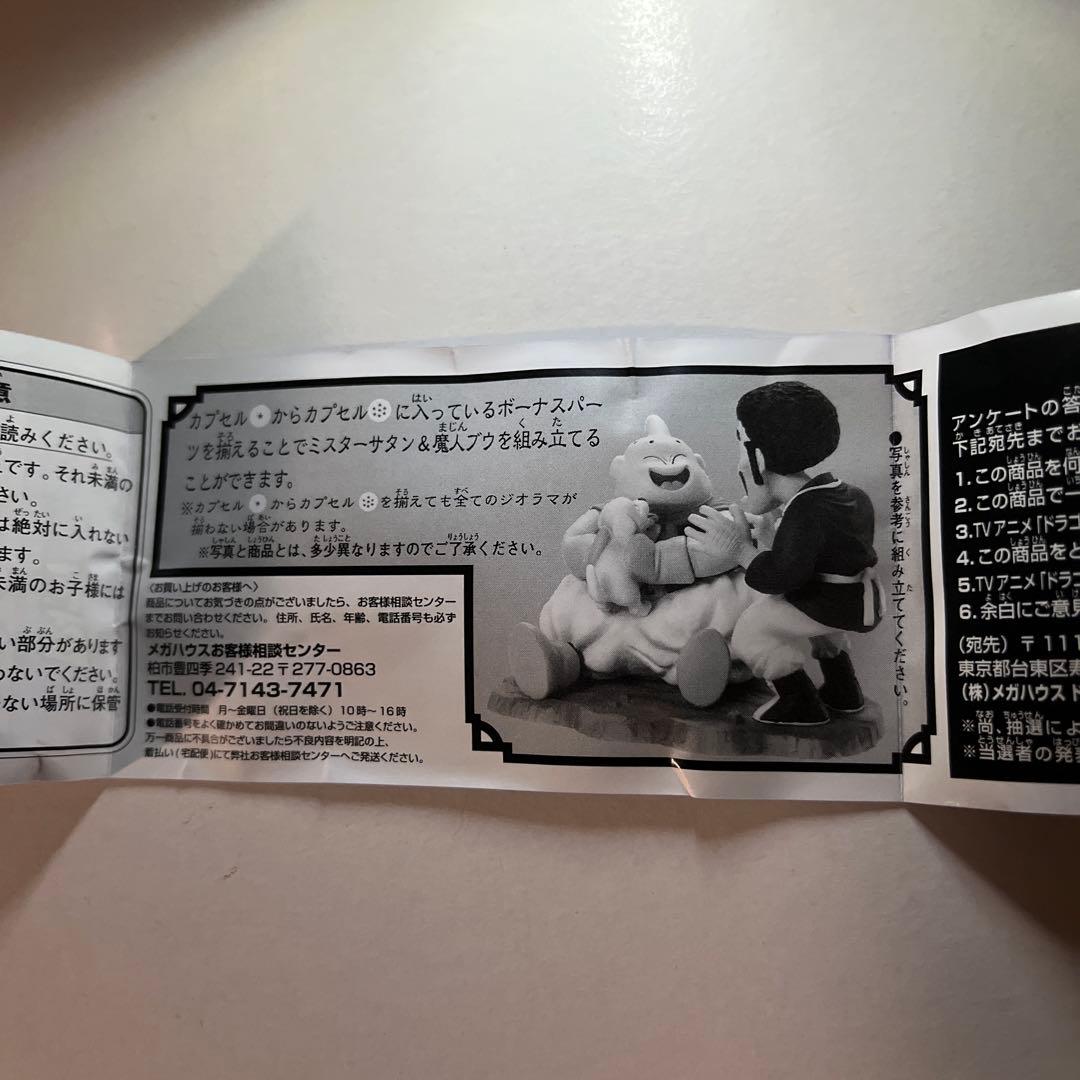 意
読みください。
です。それ未満の
さい。
は絶対に入れない
ます。
未満のお子様には
い部分があります
わないでください。
ない場所に保管
カプセルからカプセルに入っているボーナスパー
ツを揃えることでミスターサタン&魔人ブウを組み立てる
ことができます。
※カプセルからカプセルを揃えても全てのジオラマが
揃わない場合があります。
※写真と商品とは、多少異なりますのでご了承ください。
●写真を参考に組み立ててください。
〈お買い上げのお客様へ〉
商品についてお気づきの点がございましたら、お客様相談センター
までお問い合わせください。住所、氏名、年齢、電話番号も必ず
お知らせください。
メガハウスお客様相談センター
柏市豊四季241-22〒277-0863
TEL. 04-7143-7471
●電話受付時間 月〜金曜日(祝日を除く)10時〜16時
●電話番号をよく確かめてお間違いのないようご注意ください。
万一商品に不具合がございましたら不良内容を明記の上、
着払い(宅配便)にて弊社お客様相談センターへご発送ください。
アンケートの答
下記宛先までお
1.この商品を何
2.この商品で一
3.TVアニメ「ドラゴ
4.この商品をと
5.TVアニメ「ドラゴ
6.余白にご意見
(宛先)〒111
東京都台東区寿
(株)メガハウス ド
※尚、抽選によ
※当選者の発表